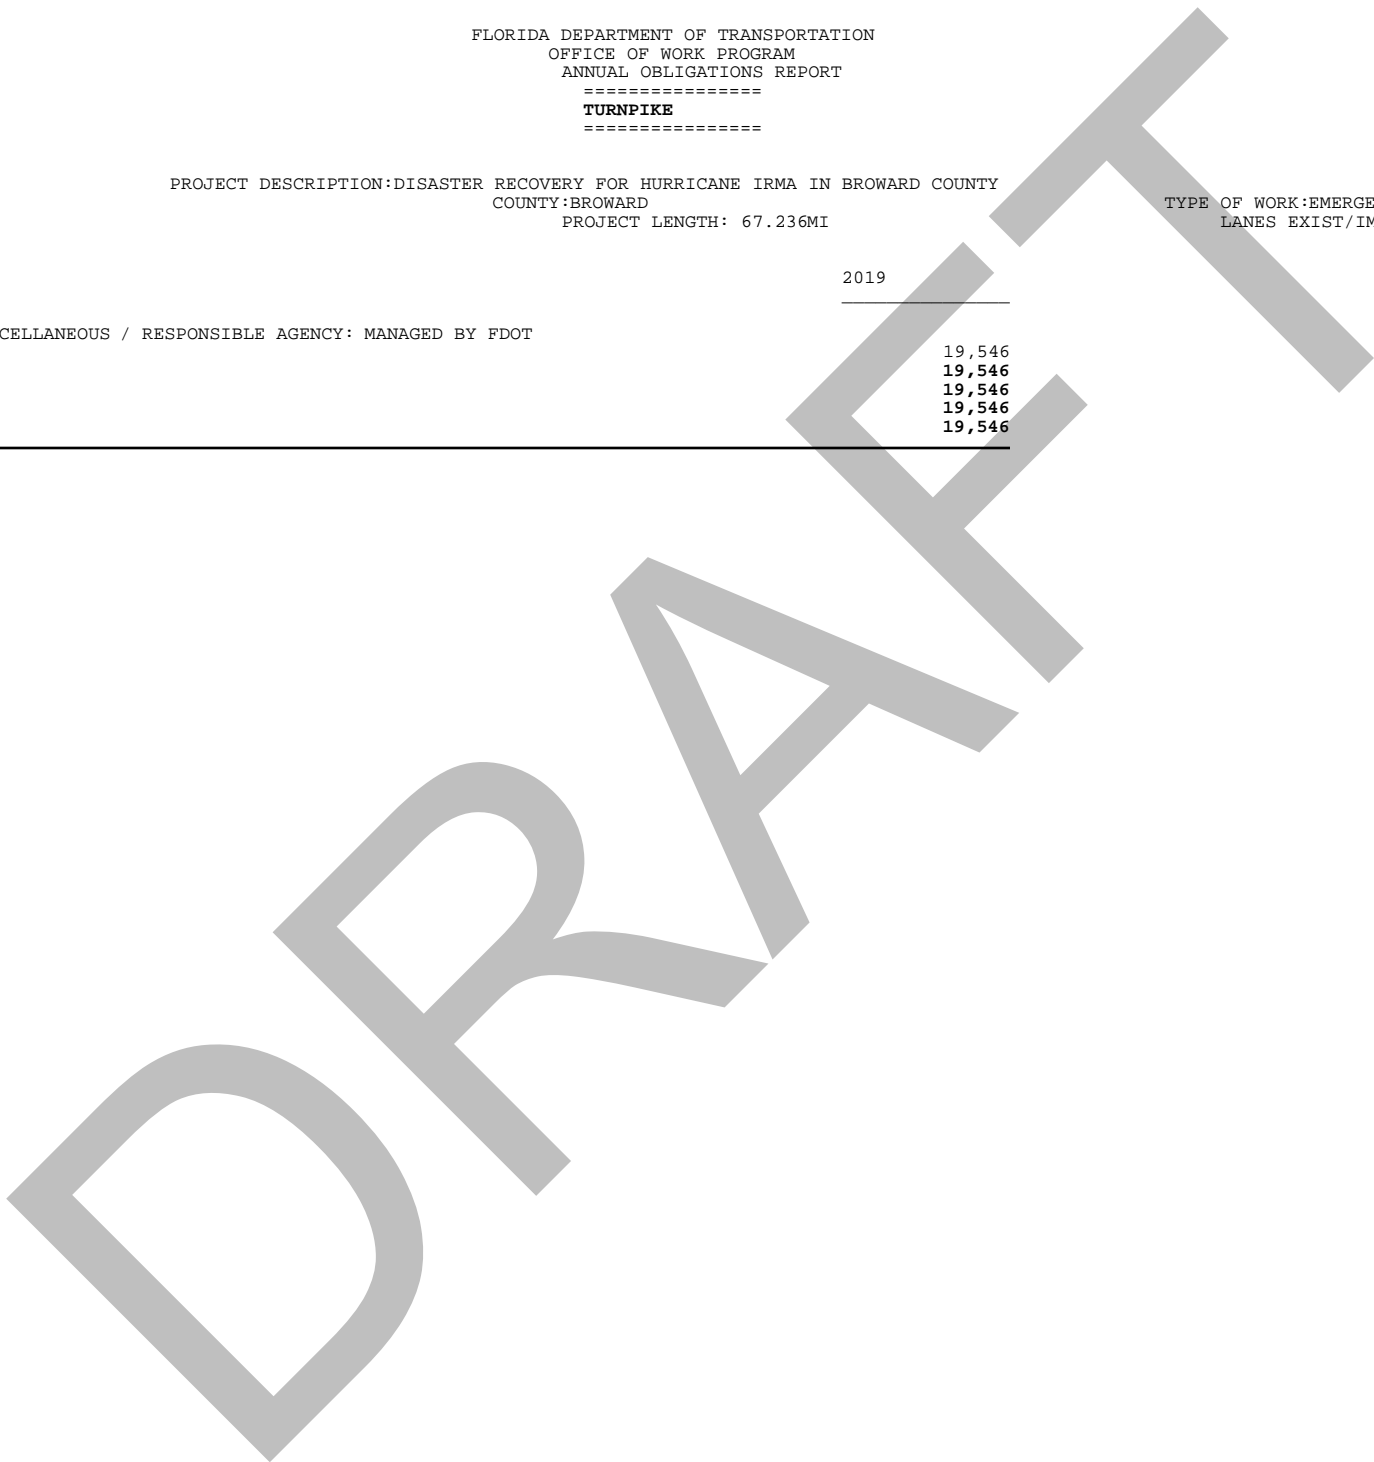 FLORIDA DEPARTMENT OF TRANSPORTATION
OFFICE OF WORK PROGRAM
ANNUAL OBLIGATIONS REPORT
================
TURNPIKE
================
PROJECT DESCRIPTION:DISASTER RECOVERY FOR HURRICANE IRMA IN BROWARD COUNTY
COUNTY:BROWARD TYPE OF WORK:EMERGE
PROJECT LENGTH: 67.236MI LANES EXIST/IM
2019
CELLANEOUS / RESPONSIBLE AGENCY: MANAGED BY FDOT
19,546
19,546
19,546
19,546
19,546
DRAFT